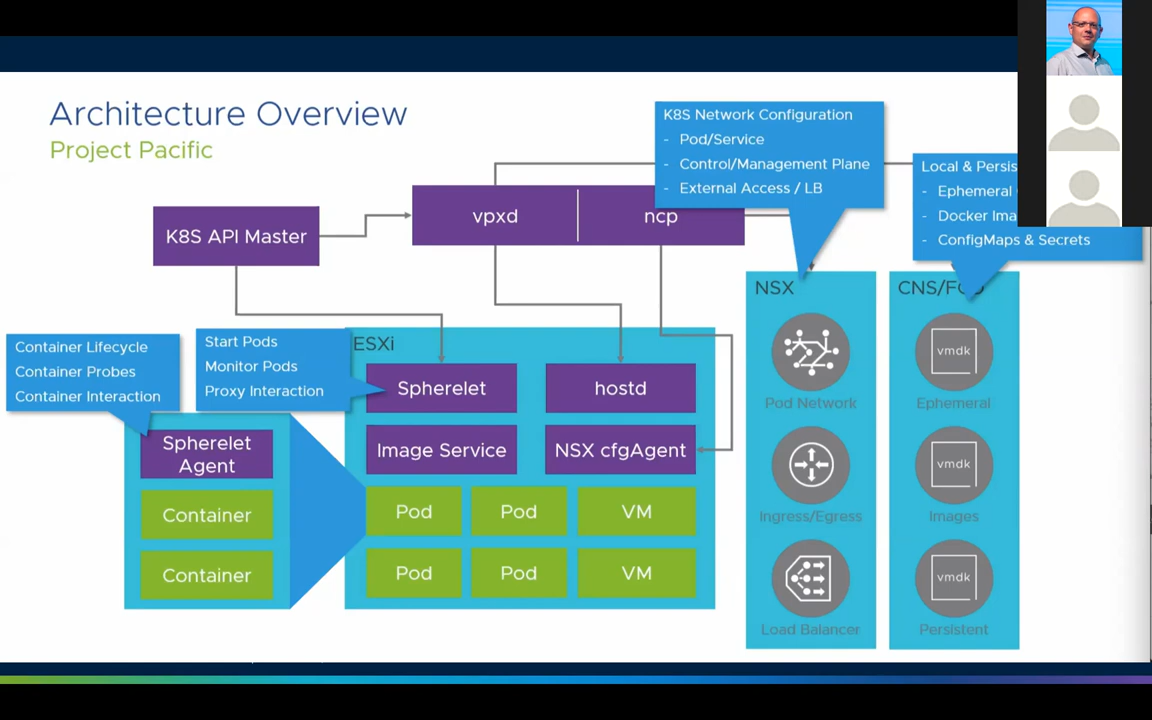 Architecture Overview
Project Pacific
K8S Network Configuration
- Pod/Service
- Control/Management Plane
- External Access / LB
Local &
- Ephemeral
- Docker
- ConfigMaps & Secrets
K8S API Master
vpxd
ncp
Container Lifecycle
Container Probes
Container Interaction
Start Pods
Monitor Pods
Proxy Interaction
ESXi
Spherelet
hostd
Image Service
NSX cfgAgent
Pod
Pod
VM
Pod
Pod
VM
Spherelet
Agent
Container
Container
NSX
Pod Network
Ingress/Egress
Load Balancer
vmdk
Ephemeral
vmdk
Images
vmdk
Persistent